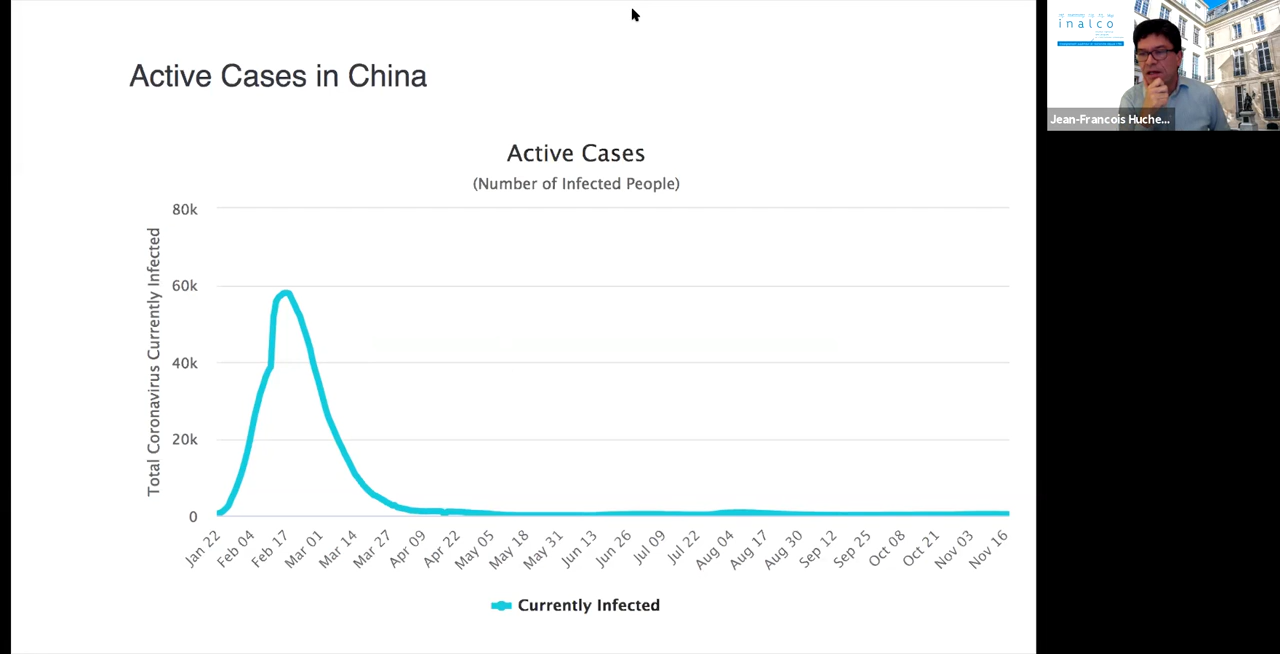 Active Cases in China
Active Cases
(Number of Infected People)
Total Coronavirus Currently Infected
80k
60k
40k
20k
0
Jan 22
Feb 04
Feb 17
Mar 01
Mar 14
Mar 27
Apr 09
Apr 22
May 05
May 18
May 31
Jun 13
Jun 26
Jul 09
Jul 22
Aug 04
Aug 17
Aug 30
Sep 12
Sep 25
Oct 08
Oct 21
Nov 03
Nov 16
Currently Infected
inalco
Jean-Francois Huche...